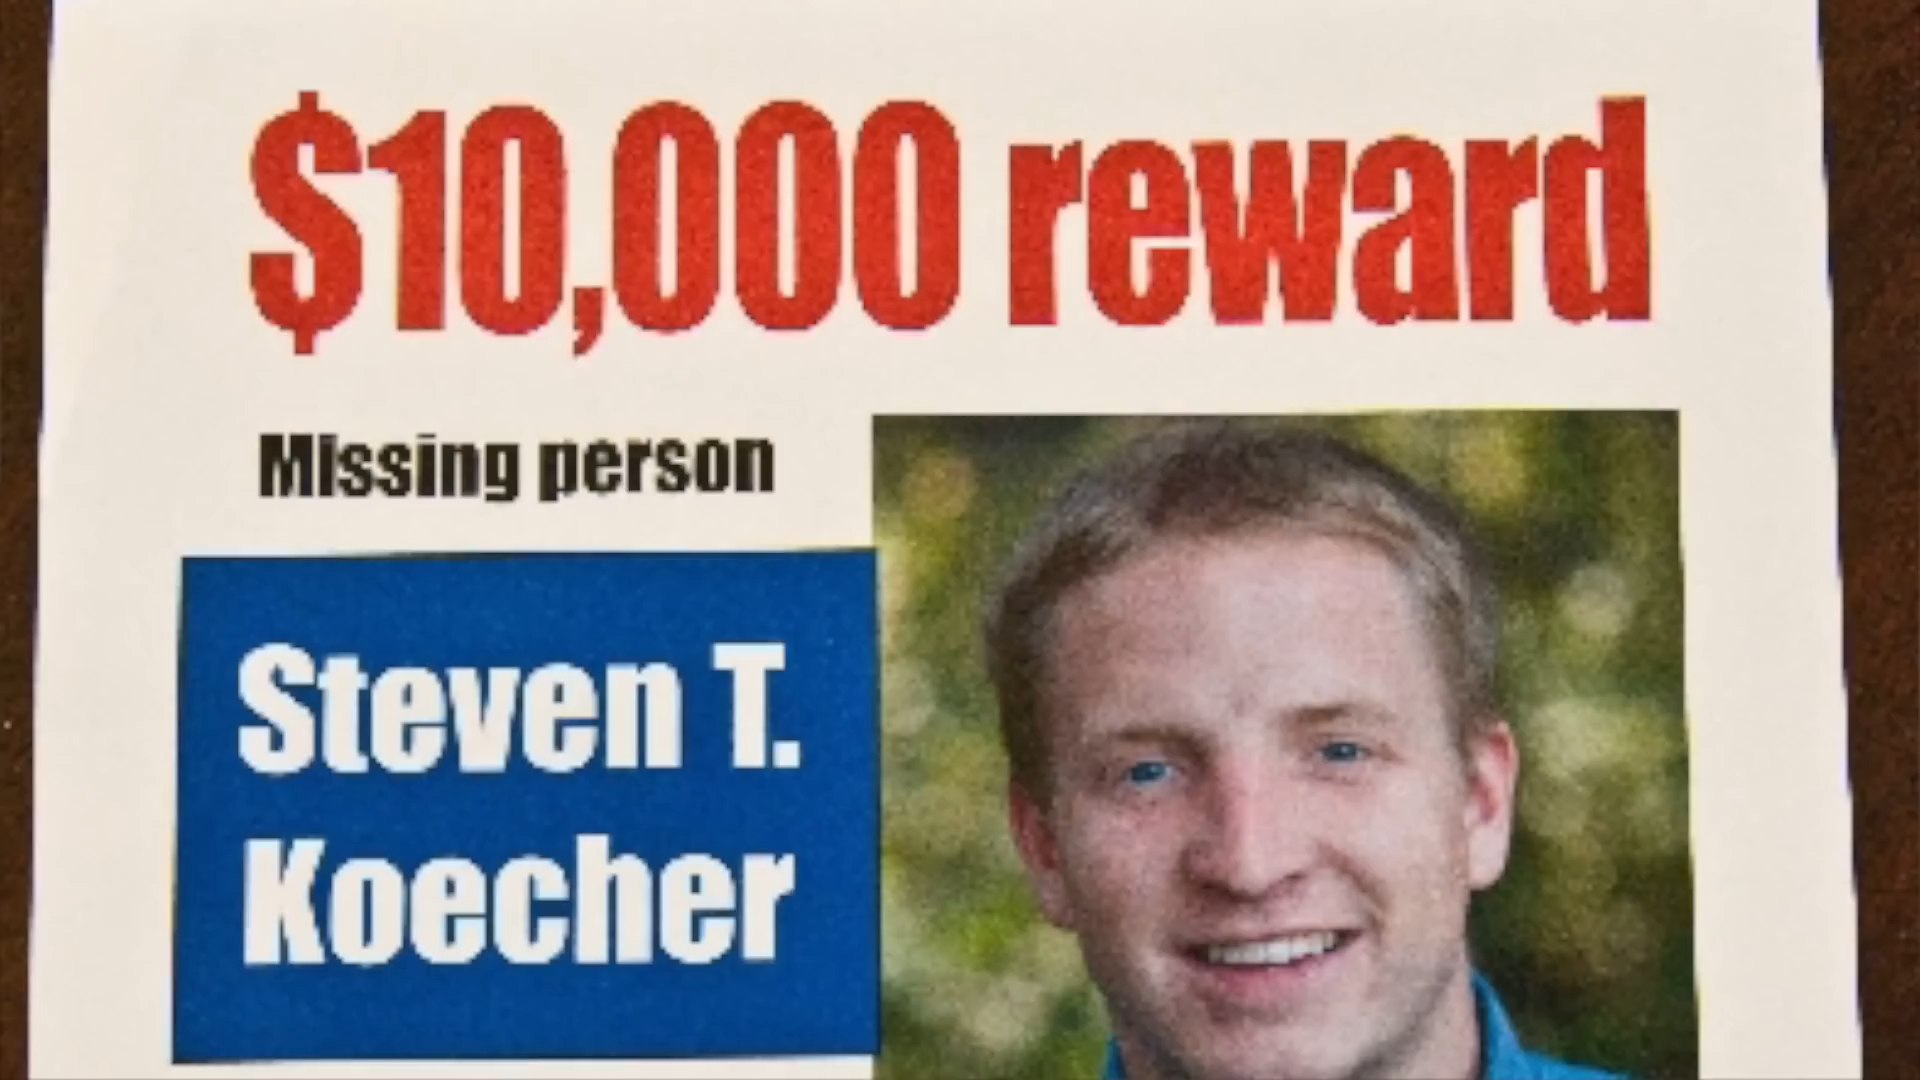 $10,000 reward
Missing person
Steven T.
Koecher